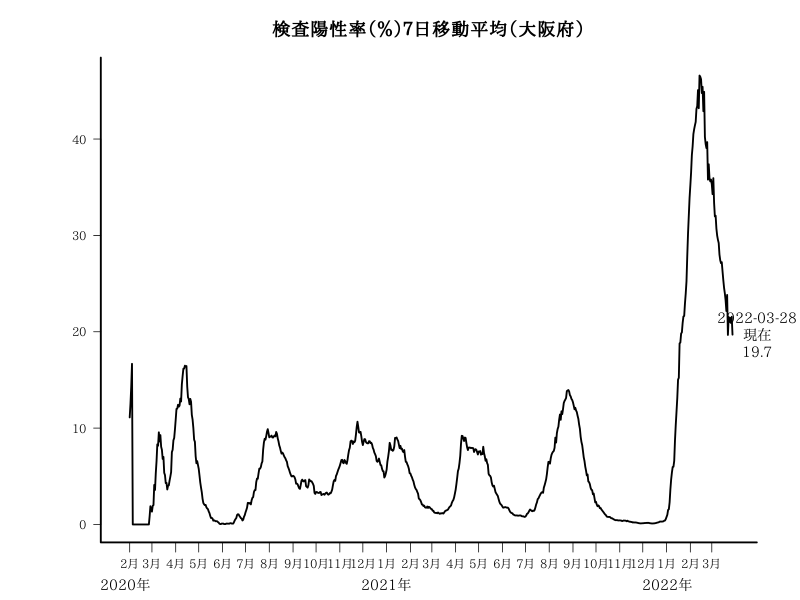 検査陽性率(%)7日移動平均(大阪府)
40
30
20
10
0
2022-03-28
現在
19.7
2月 3月 4月 5月 6月 7月 8月 9月 10月 11月 12月 1月 2月 3月 4月 5月 6月 7月 8月 9月 10月 11月 12月 1月 2月 3月
2020年 2021年 2022年